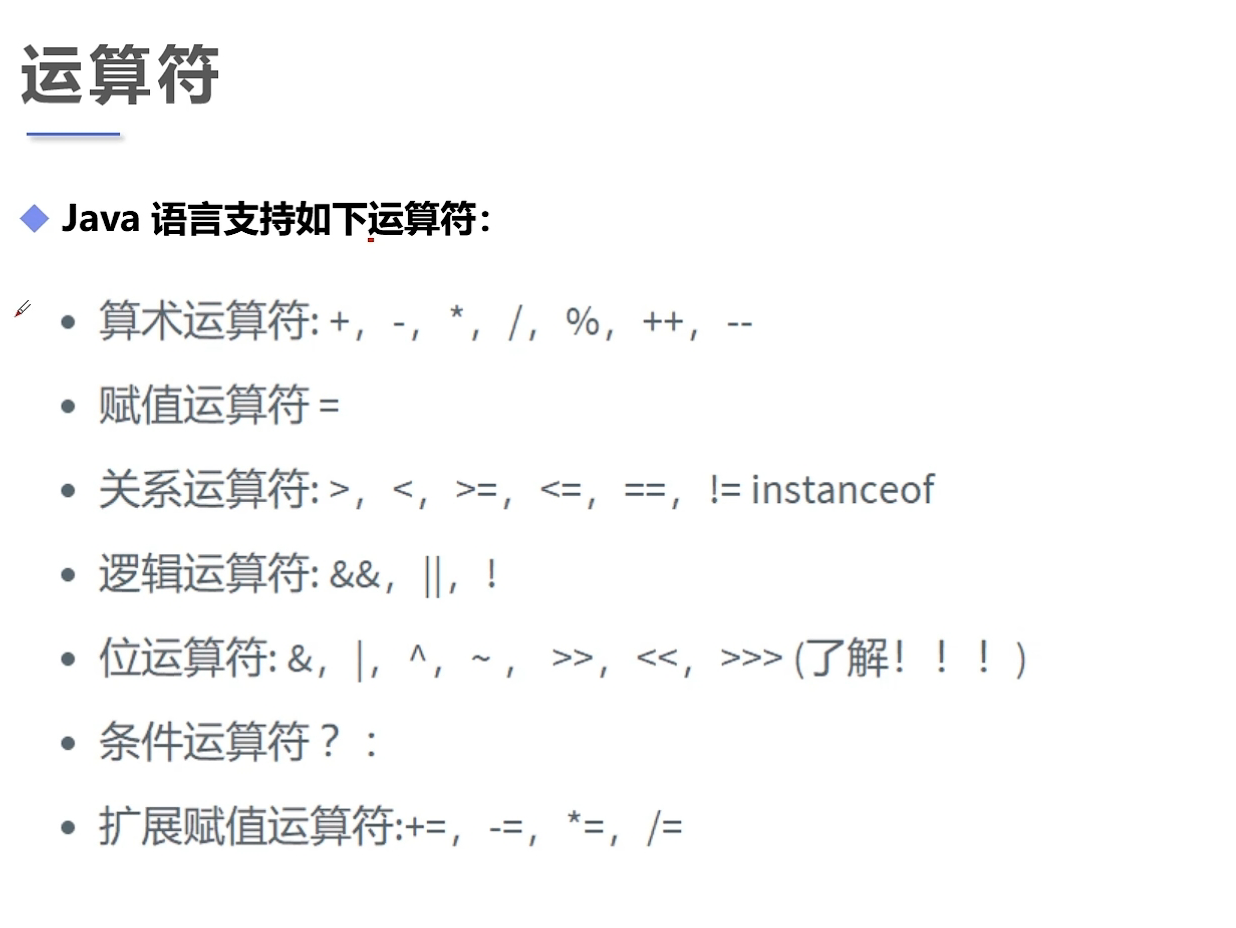 运算符
Java 语言支持如下运算符：
算术运算符: +，-，*，/，%，++，--
赋值运算符 =
关系运算符: >，<，>=，<=，==，!= instanceof
逻辑运算符: &&，||，!
位运算符: &，|，^，~ ， >>，<<，>>> (了解！！！)
条件运算符？：
扩展赋值运算符:+=，-=，*=，/=